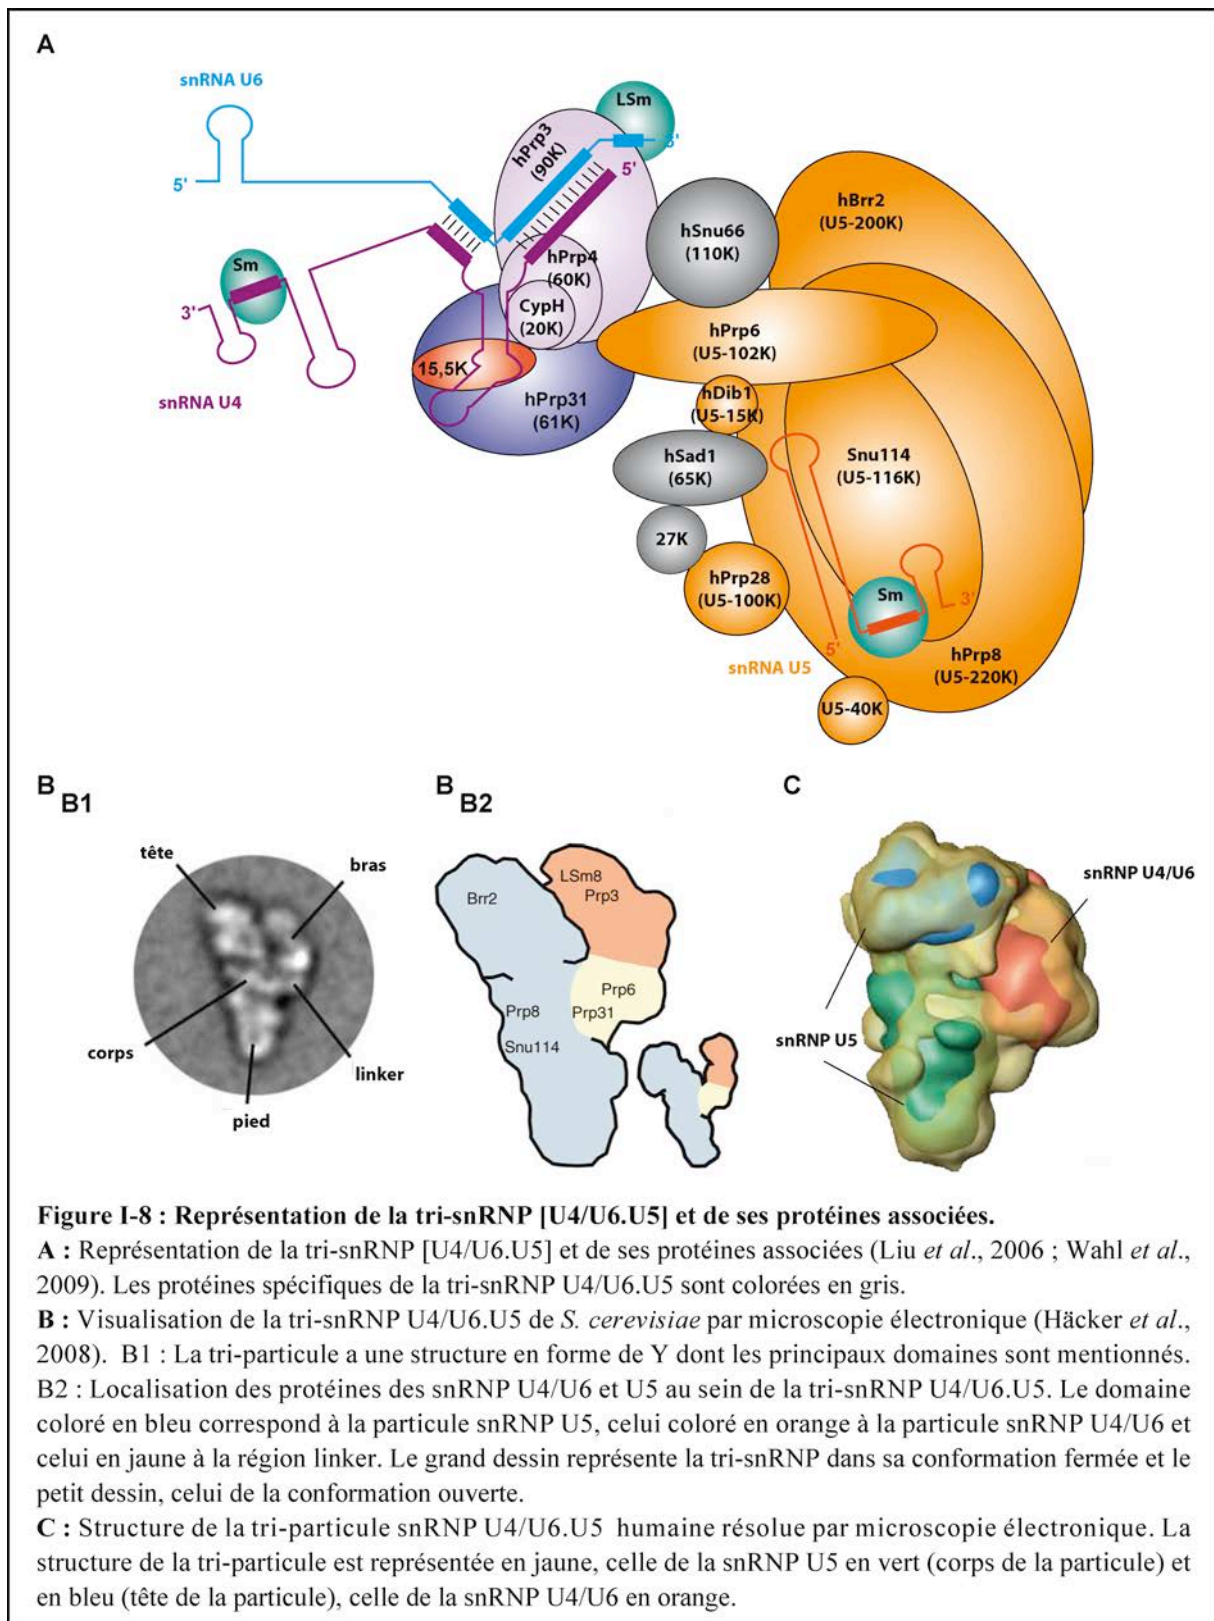 A
snRNA U6
LSm
hPrp3
(90K)
3'
5'
5'
hBrr2
(U5-200K)
hSnu66
(110K)
Sm
hPrp4
(60K)
3'
CypH
(20K)
hPrp6
(U5-102K)
15,5K
hDib1
(U5-15K)
snRNA U4
hPrp31
(61K)
hSad1
(65K)
Snu114
(U5-116K)
27K
hPrp28
(U5-100K)
Sm
3'
5'
snRNA U5
hPrp8
(U5-220K)
U5-40K
B
B1
tête
bras
corps
linker
pied
B
B2
LSm8
Prp3
Brr2
Prp6
Prp8
Prp31
Snu114
C
snRNP U4/U6
snRNP U5
Figure I-8 : Représentation de la tri-snRNP [U4/U6.U5] et de ses protéines associées.
A : Représentation de la tri-snRNP [U4/U6.U5] et de ses protéines associées (Liu et al., 2006 ; Wahl et al.,
2009). Les protéines spécifiques de la tri-snRNP U4/U6.U5 sont colorées en gris.
B : Visualisation de la tri-snRNP U4/U6.U5 de S. cerevisiae par microscopie électronique (Häcker et al.,
2008). B1 : La tri-particule a une structure en forme de Y dont les principaux domaines sont mentionnés.
B2 : Localisation des protéines des snRNP U4/U6 et U5 au sein de la tri-snRNP U4/U6.U5. Le domaine
coloré en bleu correspond à la particule snRNP U5, celui coloré en orange à la particule snRNP U4/U6 et
celui en jaune à la région linker. Le grand dessin représente la tri-snRNP dans sa conformation fermée et le
petit dessin, celui de la conformation ouverte.
C : Structure de la tri-particule snRNP U4/U6.U5 humaine résolue par microscopie électronique. La
structure de la tri-particule est représentée en jaune, celle de la snRNP U5 en vert (corps de la particule) et
en bleu (tête de la particule), celle de la snRNP U4/U6 en orange.